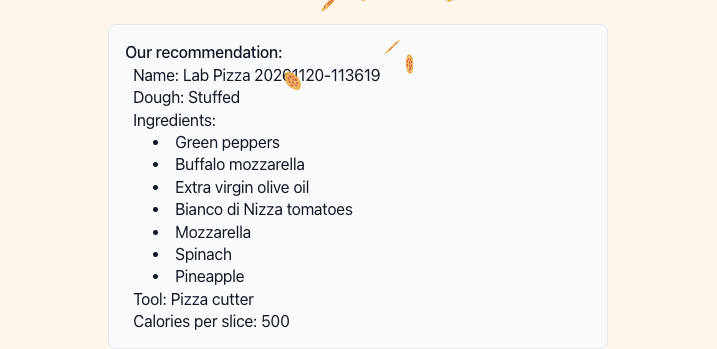 Our recommendation:
Name: Lab Pizza 20261120-113619
Dough: Stuffed
Ingredients:
• Green peppers
• Buffalo mozzarella
• Extra virgin olive oil
• Bianco di Nizza tomatoes
• Mozzarella
• Spinach
• Pineapple
Tool: Pizza cutter
Calories per slice: 500